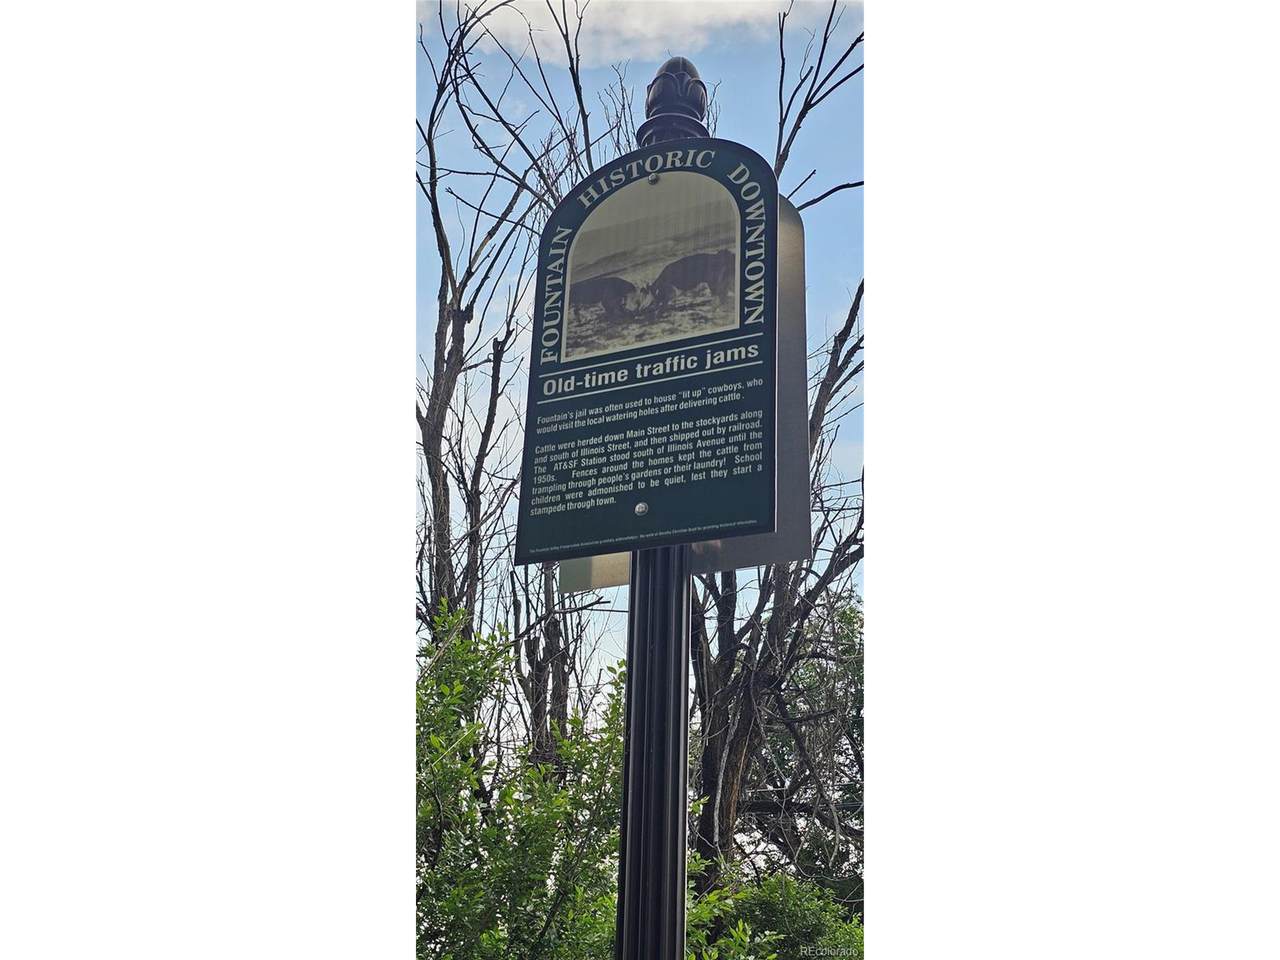 FOUNTAIN HISTORIC DOWNTOWN
Old-time traffic jams
Fountain's jail was often used to house "lit up" cowboys, who
would visit the local watering holes after delivering cattle.
Cattle were herded down Main Street to the stockyards along
and south of Illinois Street, and then shipped out by railroad.
The AT&SF Station stood south of Illinois Avenue until the
1950s. Fences around the homes kept the cattle from
trampling through people's gardens or their laundry! School
children were admonished to be quiet, lest they start a
stampede through town.
REcolorado